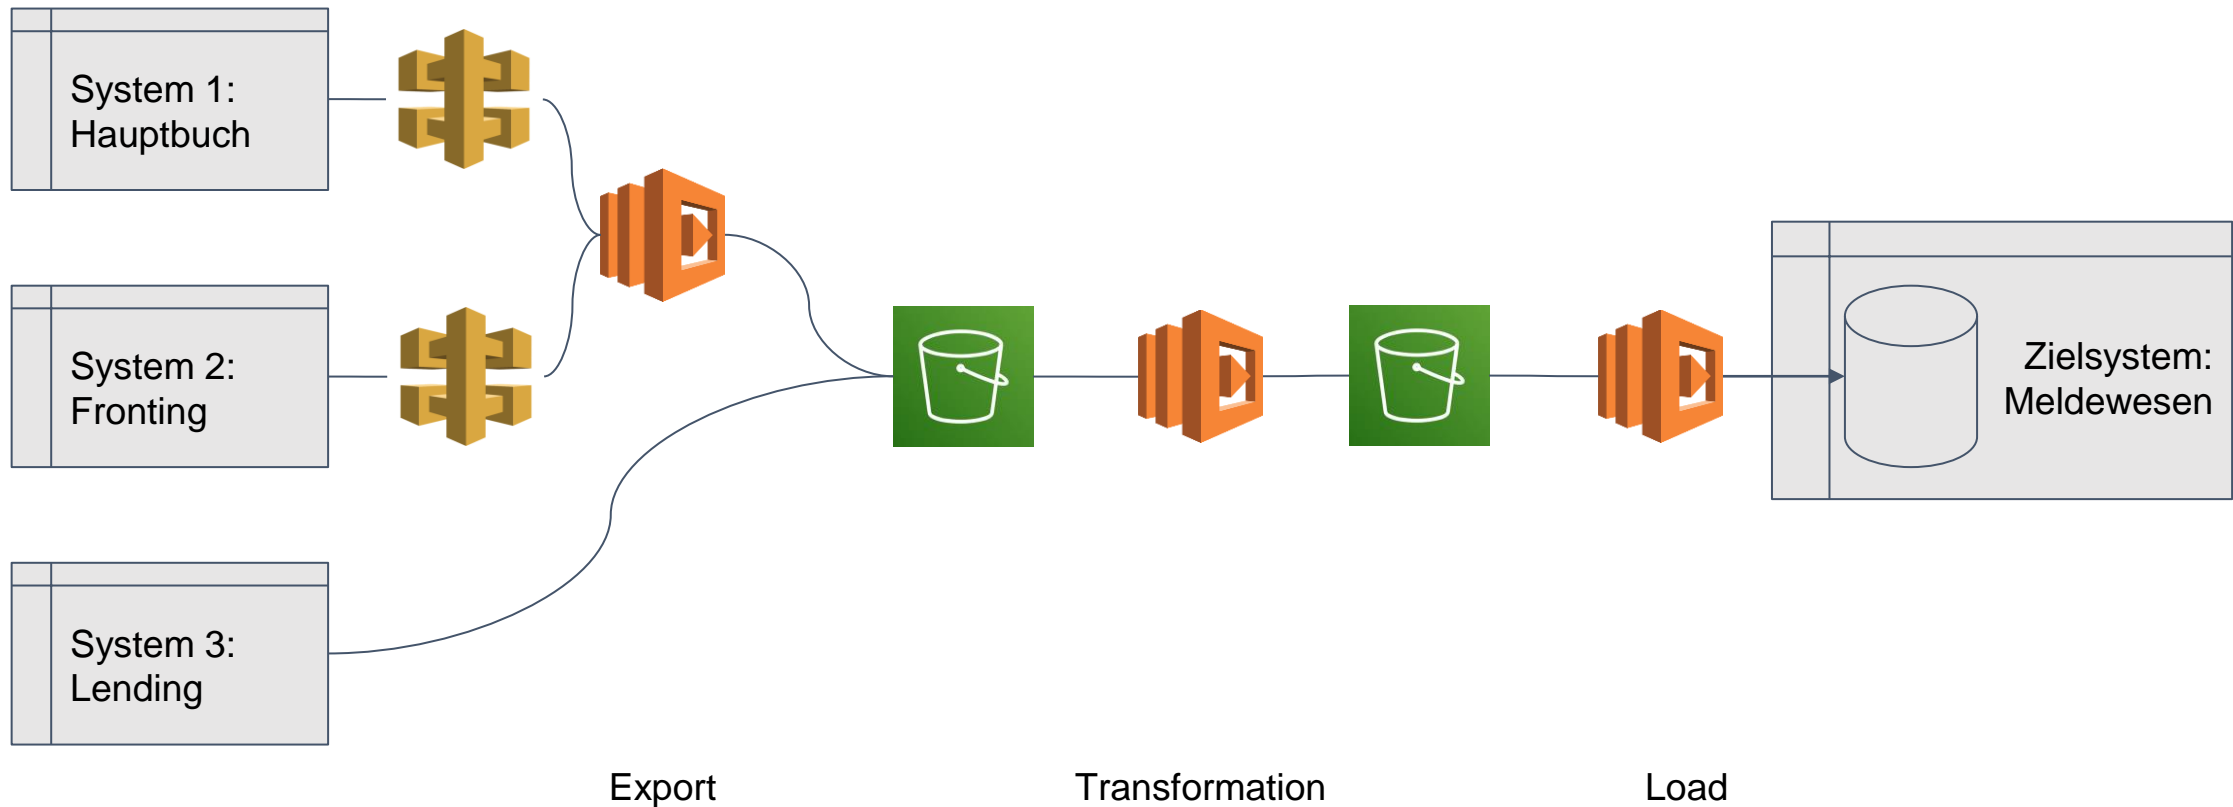 System 1:
Hauptbuch
System 2:
Fronting
System 3:
Lending
Zielsystem:
Meldewesen
Export
Transformation
Load